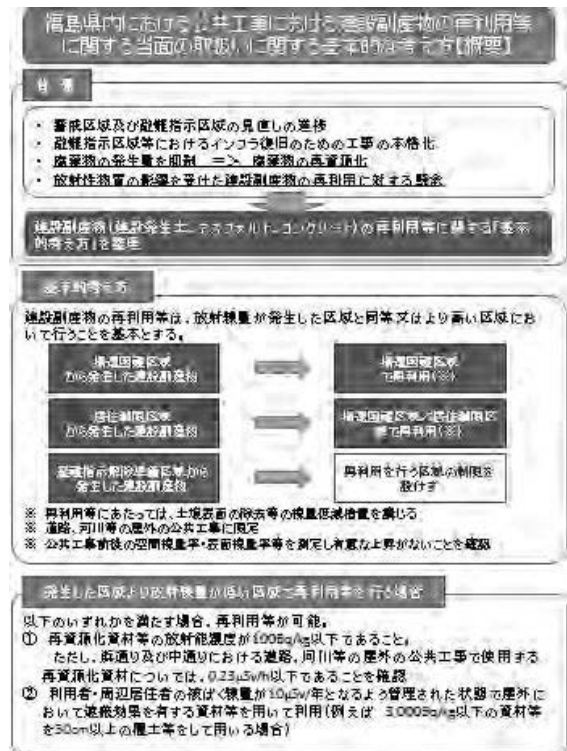 福島県内における公共工事における建設副産物の再利用等
に関する当面の取扱いに関する基本的な考え方【概要】
背 景
・ 警戒区域及び避難指示区域の見直しの進捗
・ 避難指示区域等におけるインフラ復旧のための工事の本格化
・ 廃棄物の発生量を抑制 => 廃棄物の再資源化
・ 放射性物質の影響を受けた建設副産物の再利用に対する懸念
建設副産物(建設発生土、アスファルト、コンクリート)の再利用等に関する「基本
的考え方」を整理
基本的考え方
建設副産物の再利用等は、放射線量が発生した区域と同等又はより高い区域にお
いて行うことを基本とする。
帰還困難区域
から発生した建設副産物
帰還困難区域
で再利用(※)
居住制限区域
から発生した建設副産物
帰還困難区域/居住制限区
域で再利用(※)
避難指示解除準備区域から
発生した建設副産物
再利用を行う区域の制限を
設けず
※ 再利用等にあたっては、土壌表面の除去等の線量低減措置を講じる
※ 道路、河川等の屋外の公共工事に限定
※ 公共工事前後の空間線量率・表面線量率等を測定し有意な上昇がないことを確認
発生した区域より放射線量が低い区域で再利用等を行う場合
以下のいずれかを満たす場合、再利用等が可能。
① 再資源化資材等の放射能濃度が100Bq/kg以下であること。
ただし、浜通り及び中通りにおける道路、河川等の屋外の公共工事で使用する
再資源化資材については、0.23μSv/h以下であることを確認
② 利用者・周辺居住者の被ばく線量が10μSv/年となるよう管理された状態で屋外に
おいて遮蔽効果を有する資材等を用いて利用(例えば 3,000Bq/kg以下の資材等
を30cm以上の覆土等をして用いる場合)